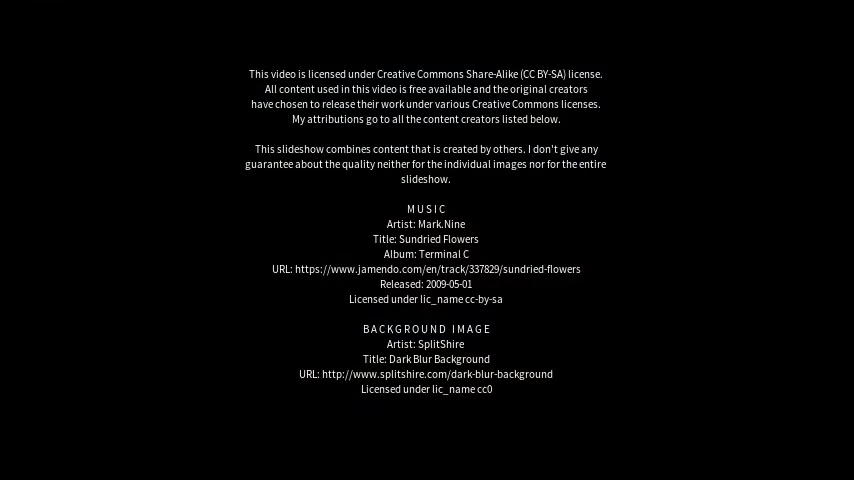 This video is licensed under Creative Commons Share-Alike (CC BY-SA) license.
All content used in this video is free available and the original creators
have chosen to release their work under various Creative Commons licenses.
My attributions go to all the content creators listed below.
This slideshow combines content that is created by others. I don't give any
guarantee about the quality neither for the individual images nor for the entire
slideshow.
MUSIC
Artist: Mark.Nine
Title: Sundried Flowers
Album: Terminal C
URL: https://www.jamendo.com/en/track/337829/sundried-flowers
Released: 2009-05-01
Licensed under lic_name cc-by-sa
BACKGROUND IMAGE
Artist: SplitShire
Title: Dark Blur Background
URL: http://www.splitshire.com/dark-blur-background
Licensed under lic_name cc0